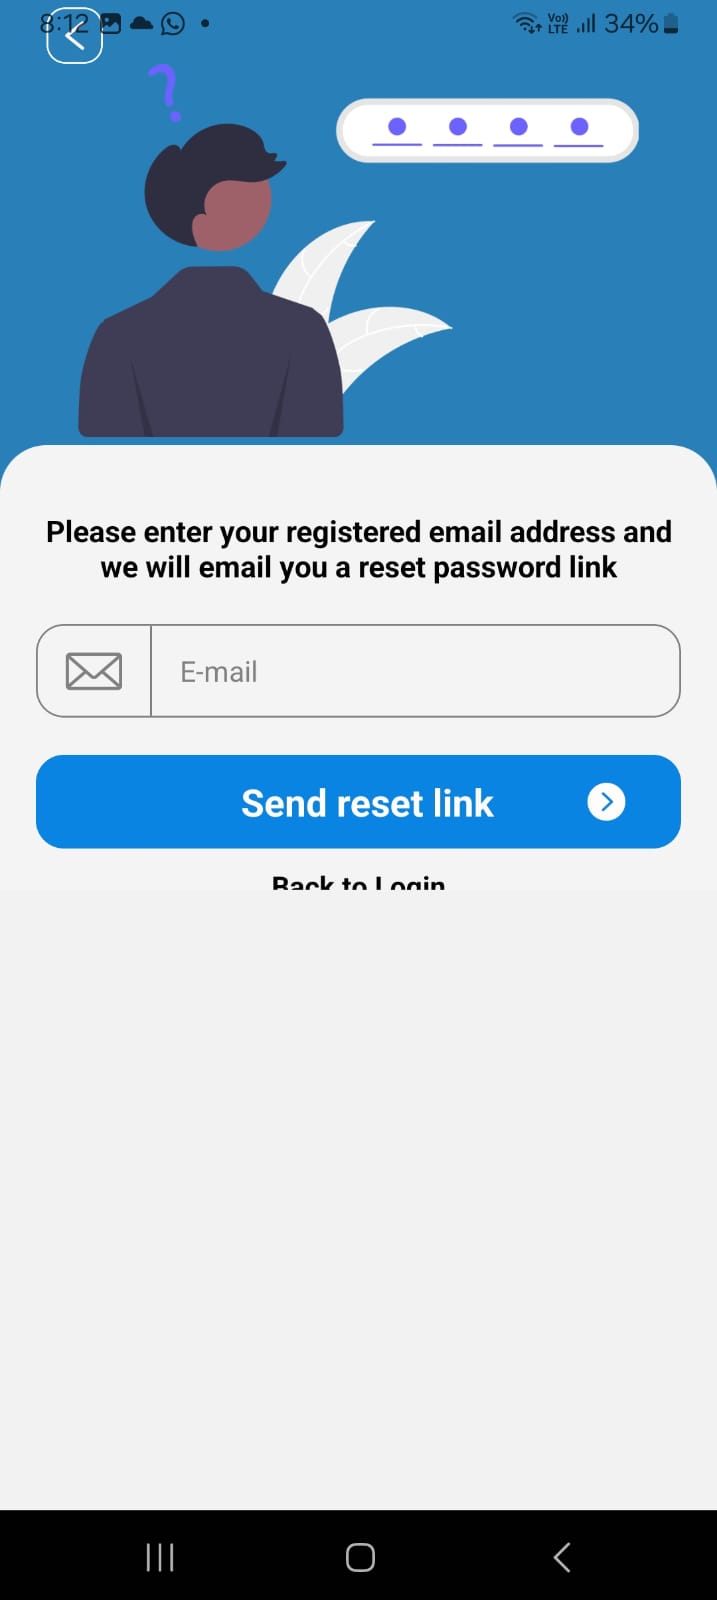 8:12
Vo)) LTE 34%
Please enter your registered email address and
we will email you a reset password link
E-mail
Send reset link
Back to Login